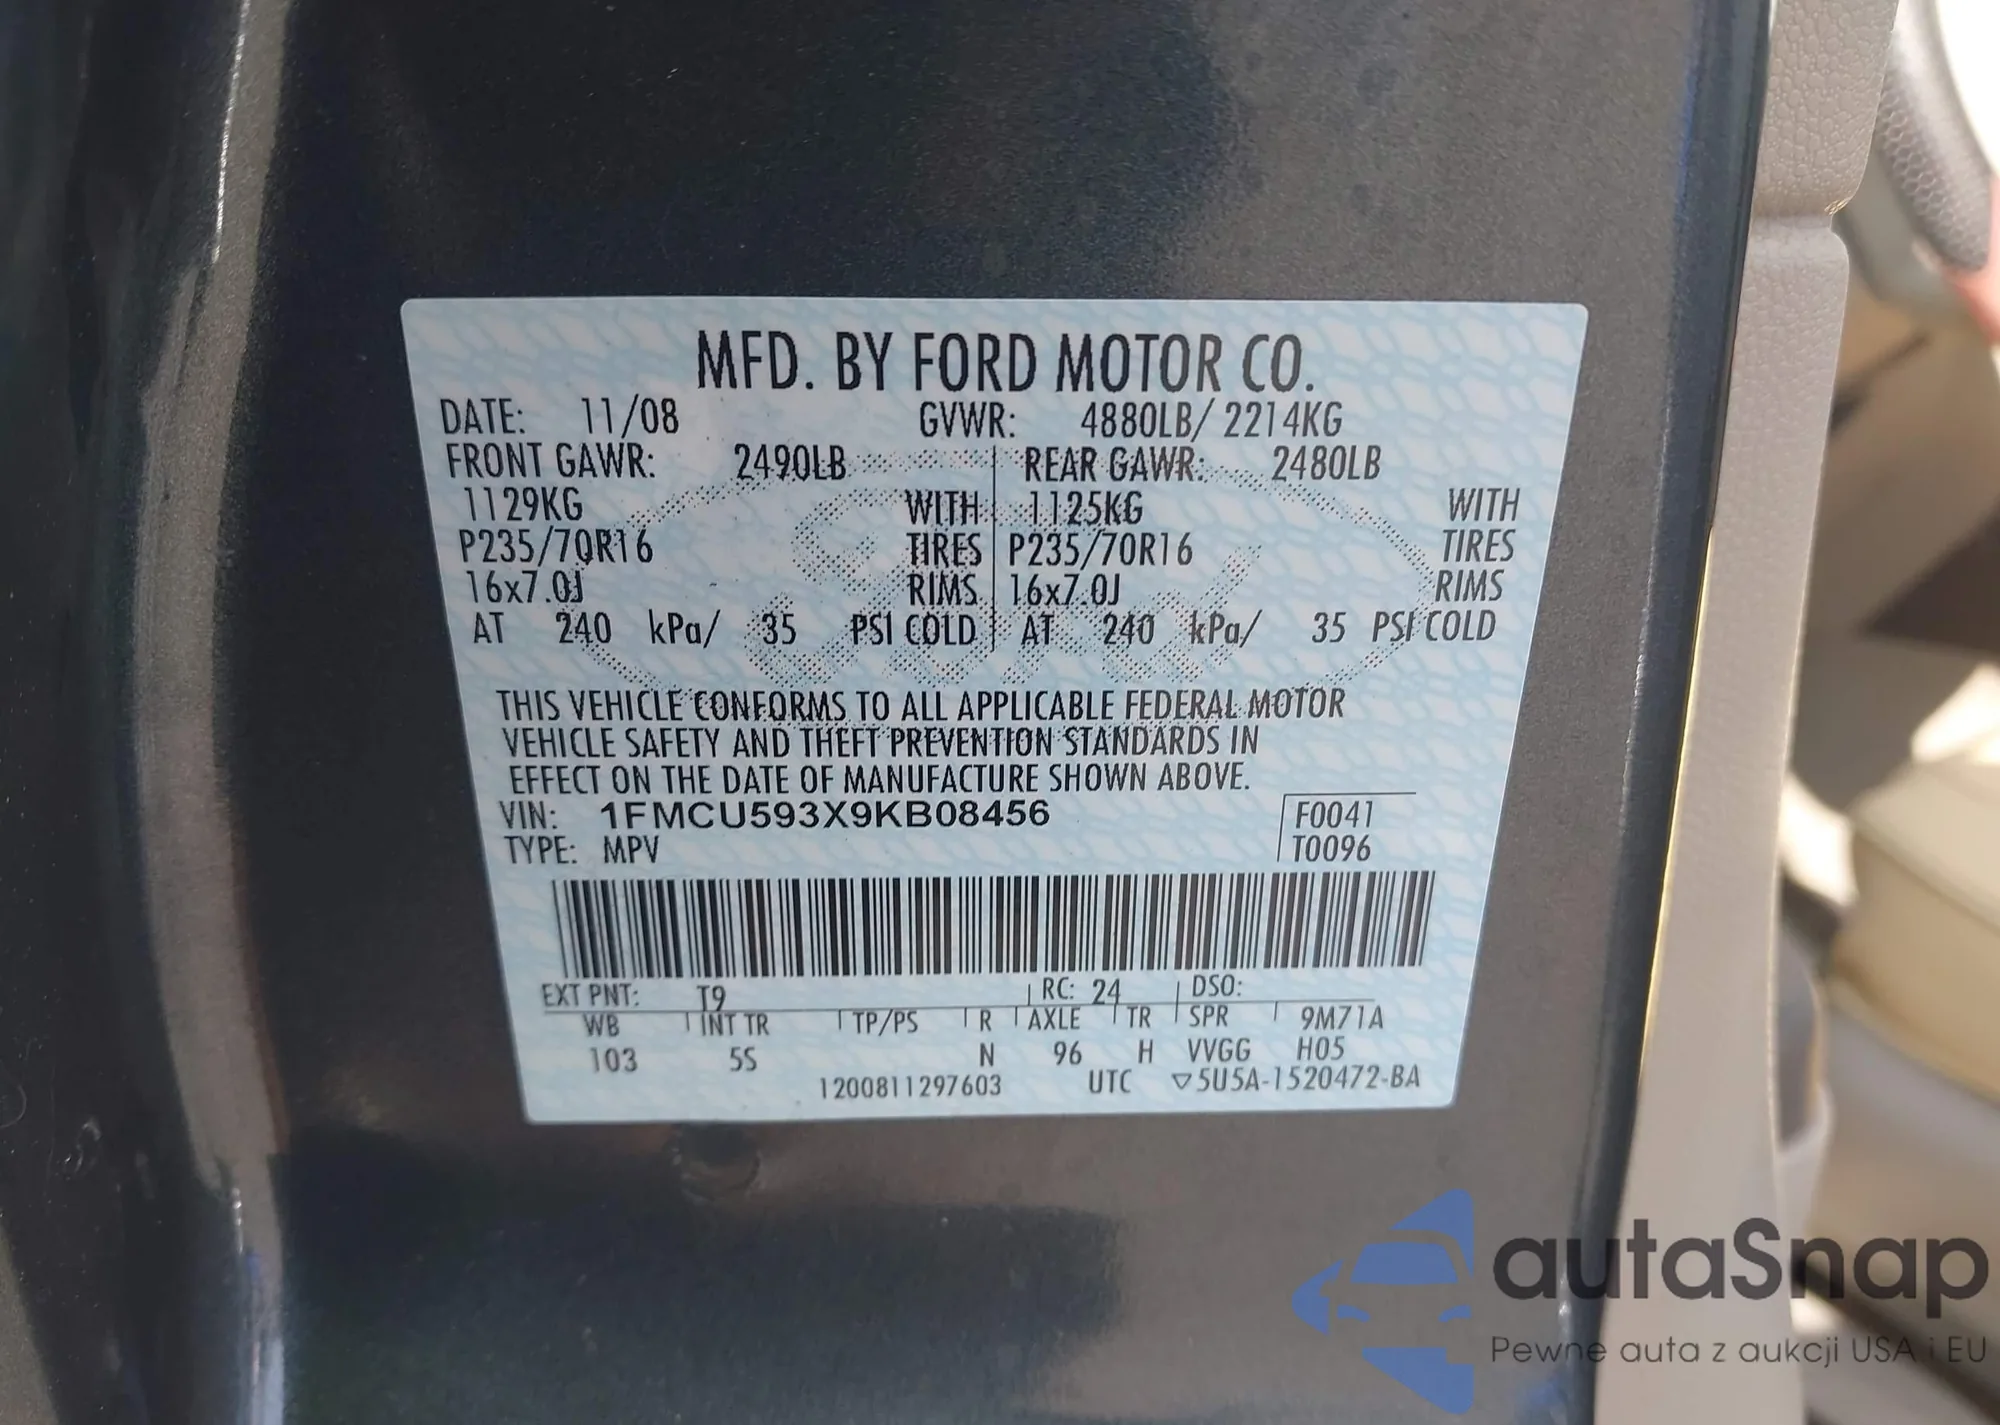 MFD. BY FORD MOTOR CO.
DATE: 11/08 GVWR: 4880LB/ 2214KG
FRONT GAWR: 2490LB REAR GAWR: 2480LB
1129KG WITH 1125KG WITH
P235/70R16 TIRES P235/70R16 TIRES
16x7.0J RIMS 16x7.0J RIMS
AT 240 kPa/ 35 PSI COLD AT 240 kPa/ 35 PSI COLD
THIS VEHICLE CONFORMS TO ALL APPLICABLE FEDERAL MOTOR
VEHICLE SAFETY AND THEFT PREVENTION STANDARDS IN
EFFECT ON THE DATE OF MANUFACTURE SHOWN ABOVE.
VIN: 1FMCU593X9KB08456 F0041
TYPE: MPV T0096
EXT PNT: T9 RC: 24 DSO:
WB INT TR TP/PS R AXLE TR SPR 9M71A
103 5S N 96 H VVGG H05
1200811297603 UTC ▽5U5A-1520472-BA
autaSnap
Pewne auta z aukcji USA i EU